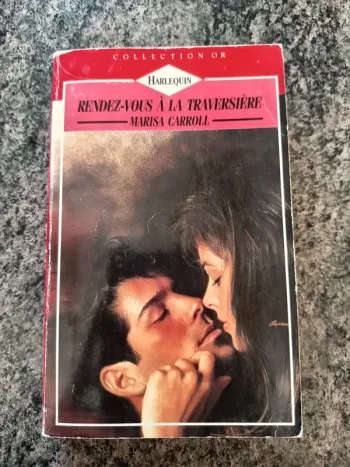 COLLECTION OR
HARLEQUIN
RENDEZ-VOUS À LA TRAVERSIÈRE
MARISA CARROLL